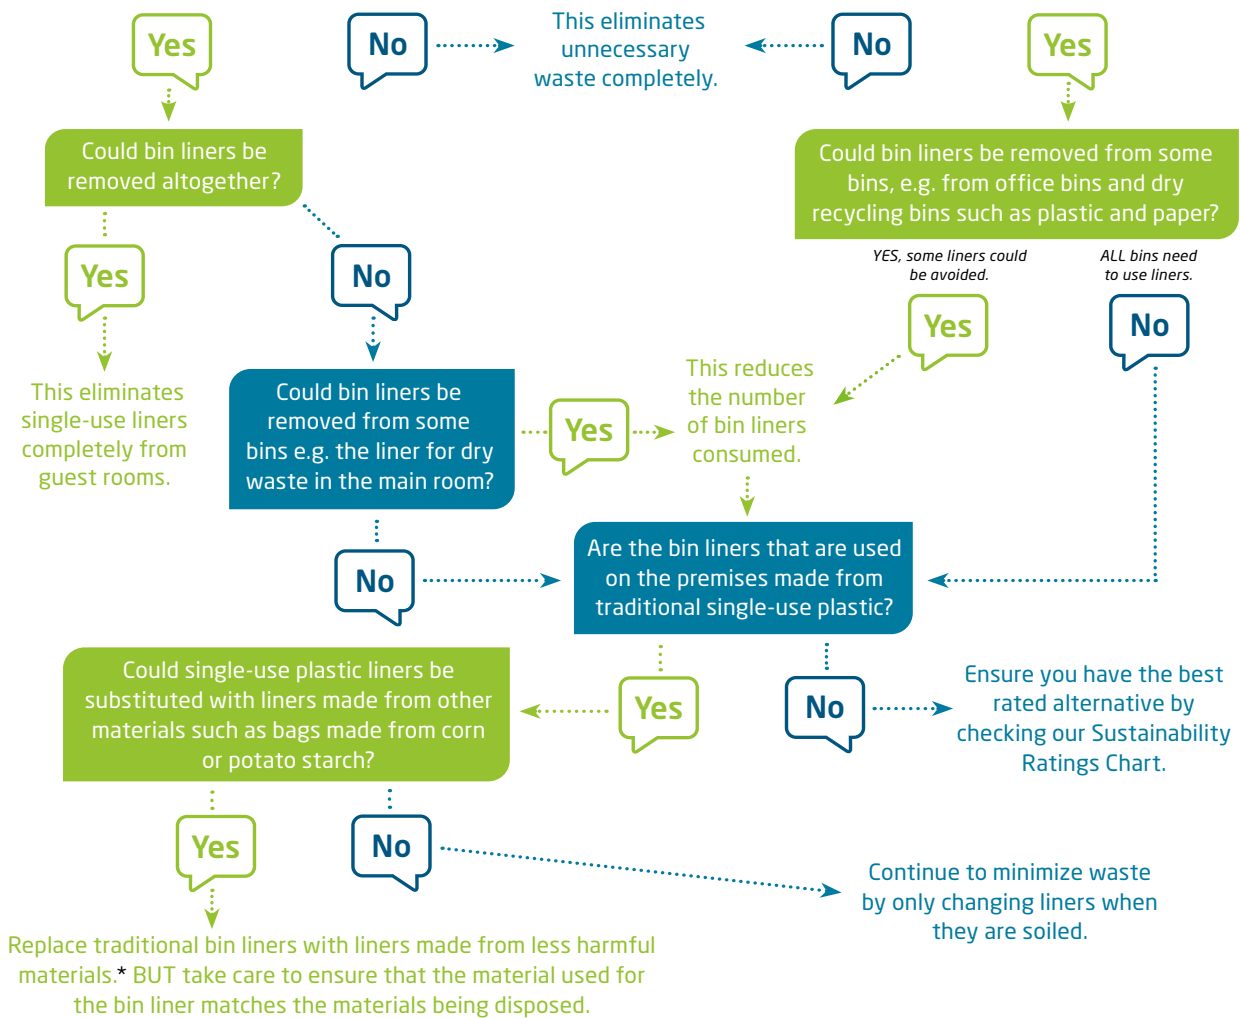 Yes
No
This eliminates
unnecessary
waste completely.
No
Yes
Could bin liners be
removed altogether?
Could bin liners be removed from some
bins, e.g. from office bins and dry
recycling bins such as plastic and paper?
Yes
No
YES, some liners could
be avoided.
ALL bins need
to use liners.
Yes
No
This eliminates
single-use liners
completely from
guest rooms.
Could bin liners be
removed from some
bins e.g. the liner for dry
waste in the main room?
Yes
This reduces
the number
of bin liners
consumed.
No
Are the bin liners that are used
on the premises made from
traditional single-use plastic?
Could single-use plastic liners be
substituted with liners made from other
materials such as bags made from corn
or potato starch?
Yes
No
Ensure you have the best
rated alternative by
checking our Sustainability
Ratings Chart.
Yes
No
Continue to minimize waste
by only changing liners when
they are soiled.
Replace traditional bin liners with liners made from less harmful
materials.* BUT take care to ensure that the material used for
the bin liner matches the materials being disposed.